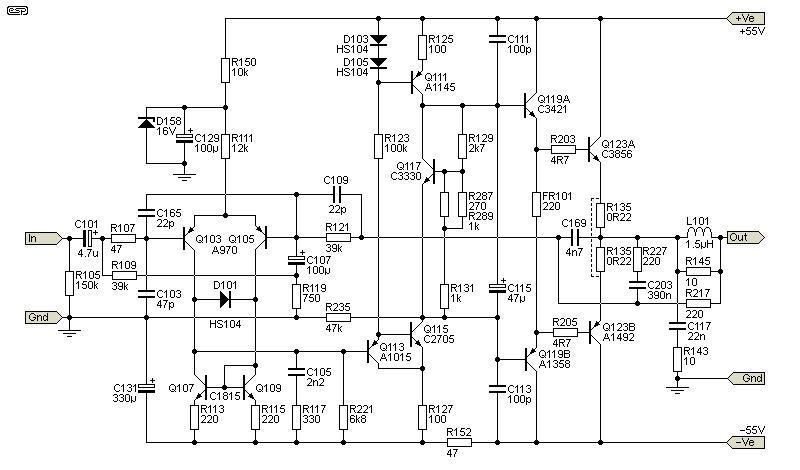 esp
+Ve
+55V
D103
HS104
D105
HS104
R125
100
C111
100p
R150
10k
Q111
A1145
Q119A
C3421
D158
16V
C129
100µ
R111
12k
R123
100k
R129
2k7
R203
4R7
Q123A
C3856
Q117
C3330
C109
22p
R287
270
R289
1k
FR101
220
C165
22p
C101
4.7u
R107
47
Q103
A970
Q105
R121
39k
C169
4n7
R135
0R22
L101
1.5µH
In
Out
R109
39k
C107
100µ
R135
0R22
R227
220
R145
10
R105
150k
C103
47p
D101
HS104
R119
750
R131
1k
C115
47µ
C203
390n
R217
220
R235
47k
Gnd
C117
22n
Q113
A1015
Q115
C2705
R205
4R7
Q123B
A1492
Q119B
A1358
R143
10
C131
330µ
Q107
C1815
Q109
C105
2n2
C113
100p
Gnd
R113
220
R115
220
R117
330
R221
6k8
R127
100
R152
47
−55V
−Ve